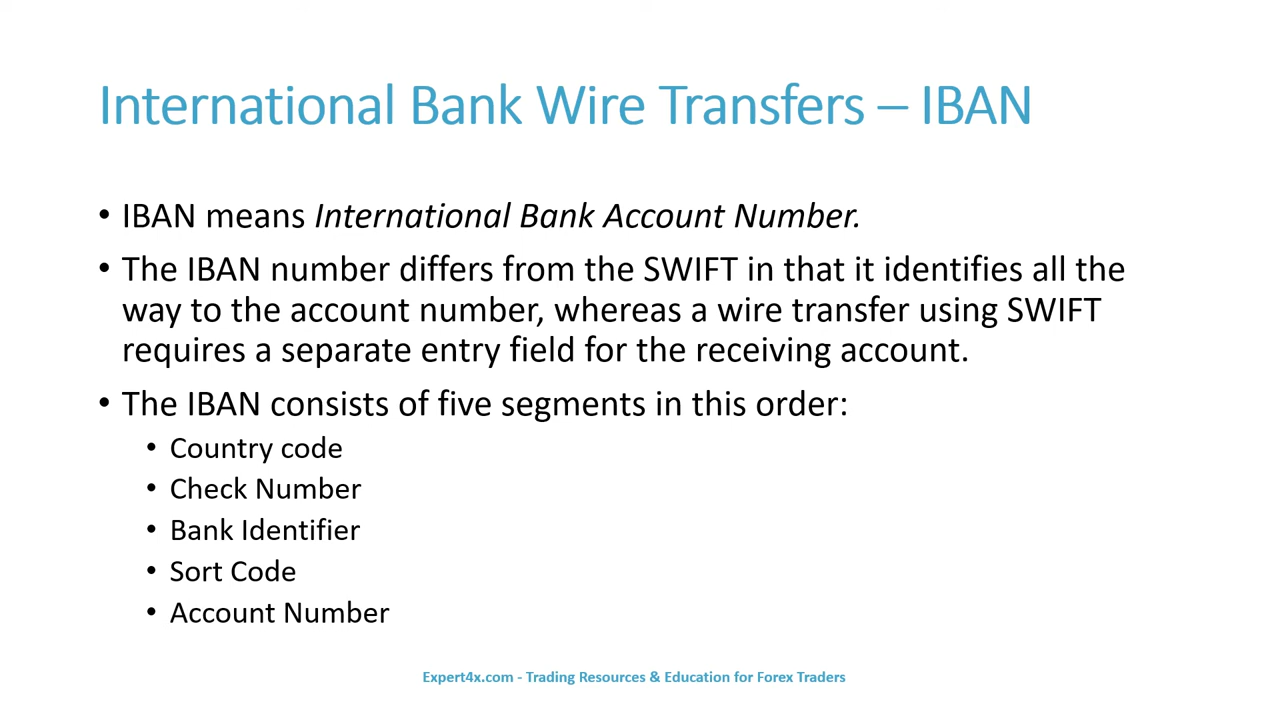 International Bank Wire Transfers – IBAN
• IBAN means International Bank Account Number.
• The IBAN number differs from the SWIFT in that it identifies all the
way to the account number, whereas a wire transfer using SWIFT
requires a separate entry field for the receiving account.
• The IBAN consists of five segments in this order:
• Country code
• Check Number
• Bank Identifier
• Sort Code
• Account Number
Expert4x.com - Trading Resources & Education for Forex Traders